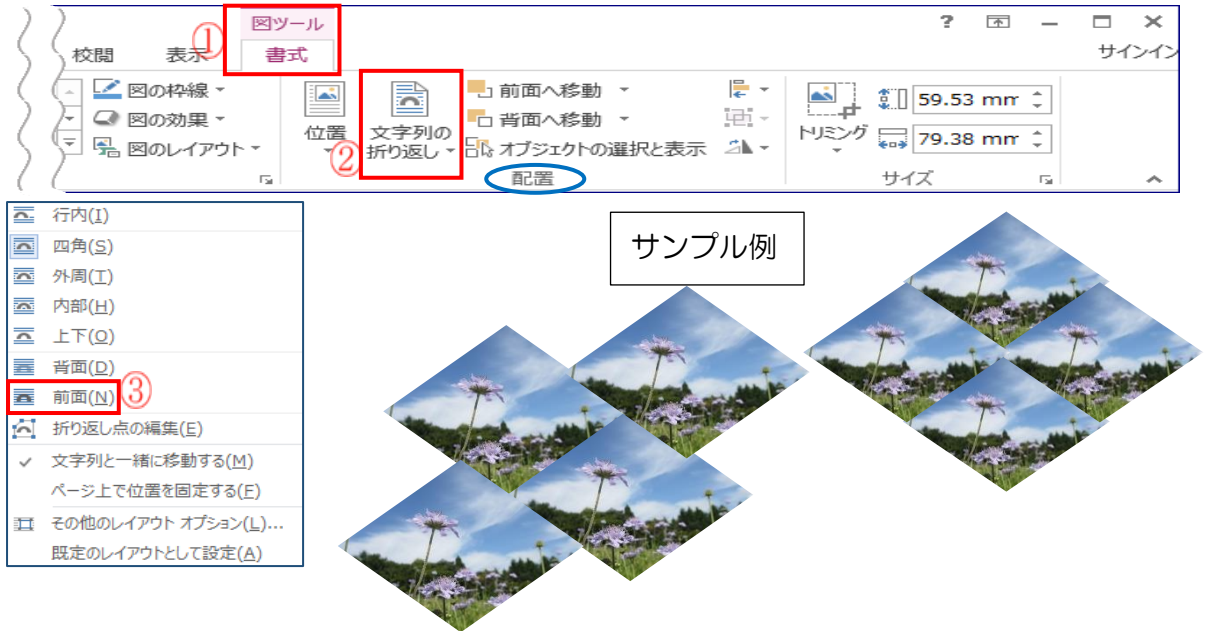 図ツール
?
校閲 表示 ① 書式 サインイン
図の枠線
図の効果
図のレイアウト
位置
②
文字列の
折り返し
前面へ移動
背面へ移動
オブジェクトの選択と表示
配置
トリミング
59.53 mm
79.38 mm
サイズ
行内(I)
四角(S)
外周(T)
内部(H)
上下(O)
背面(D)
前面(N) ③
折り返し点の編集(E)
文字列と一緒に移動する(M)
ページ上で位置を固定する(F)
その他のレイアウト オプション(L)...
既定のレイアウトとして設定(A)
サンプル例